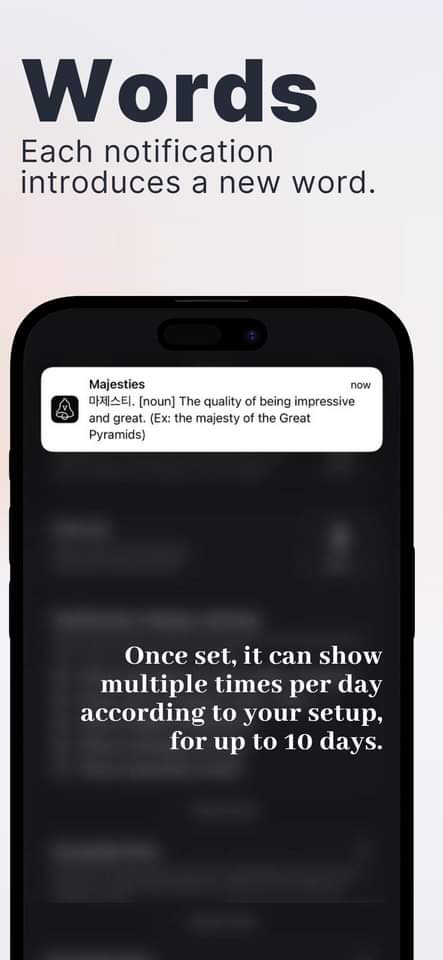 Words
Each notification
introduces a new word.
Majesties
now
마제스티. [noun] The quality of being impressive
and great. (Ex: the majesty of the Great
Pyramids)
Once set, it can show
multiple times per day
according to your setup,
for up to 10 days.